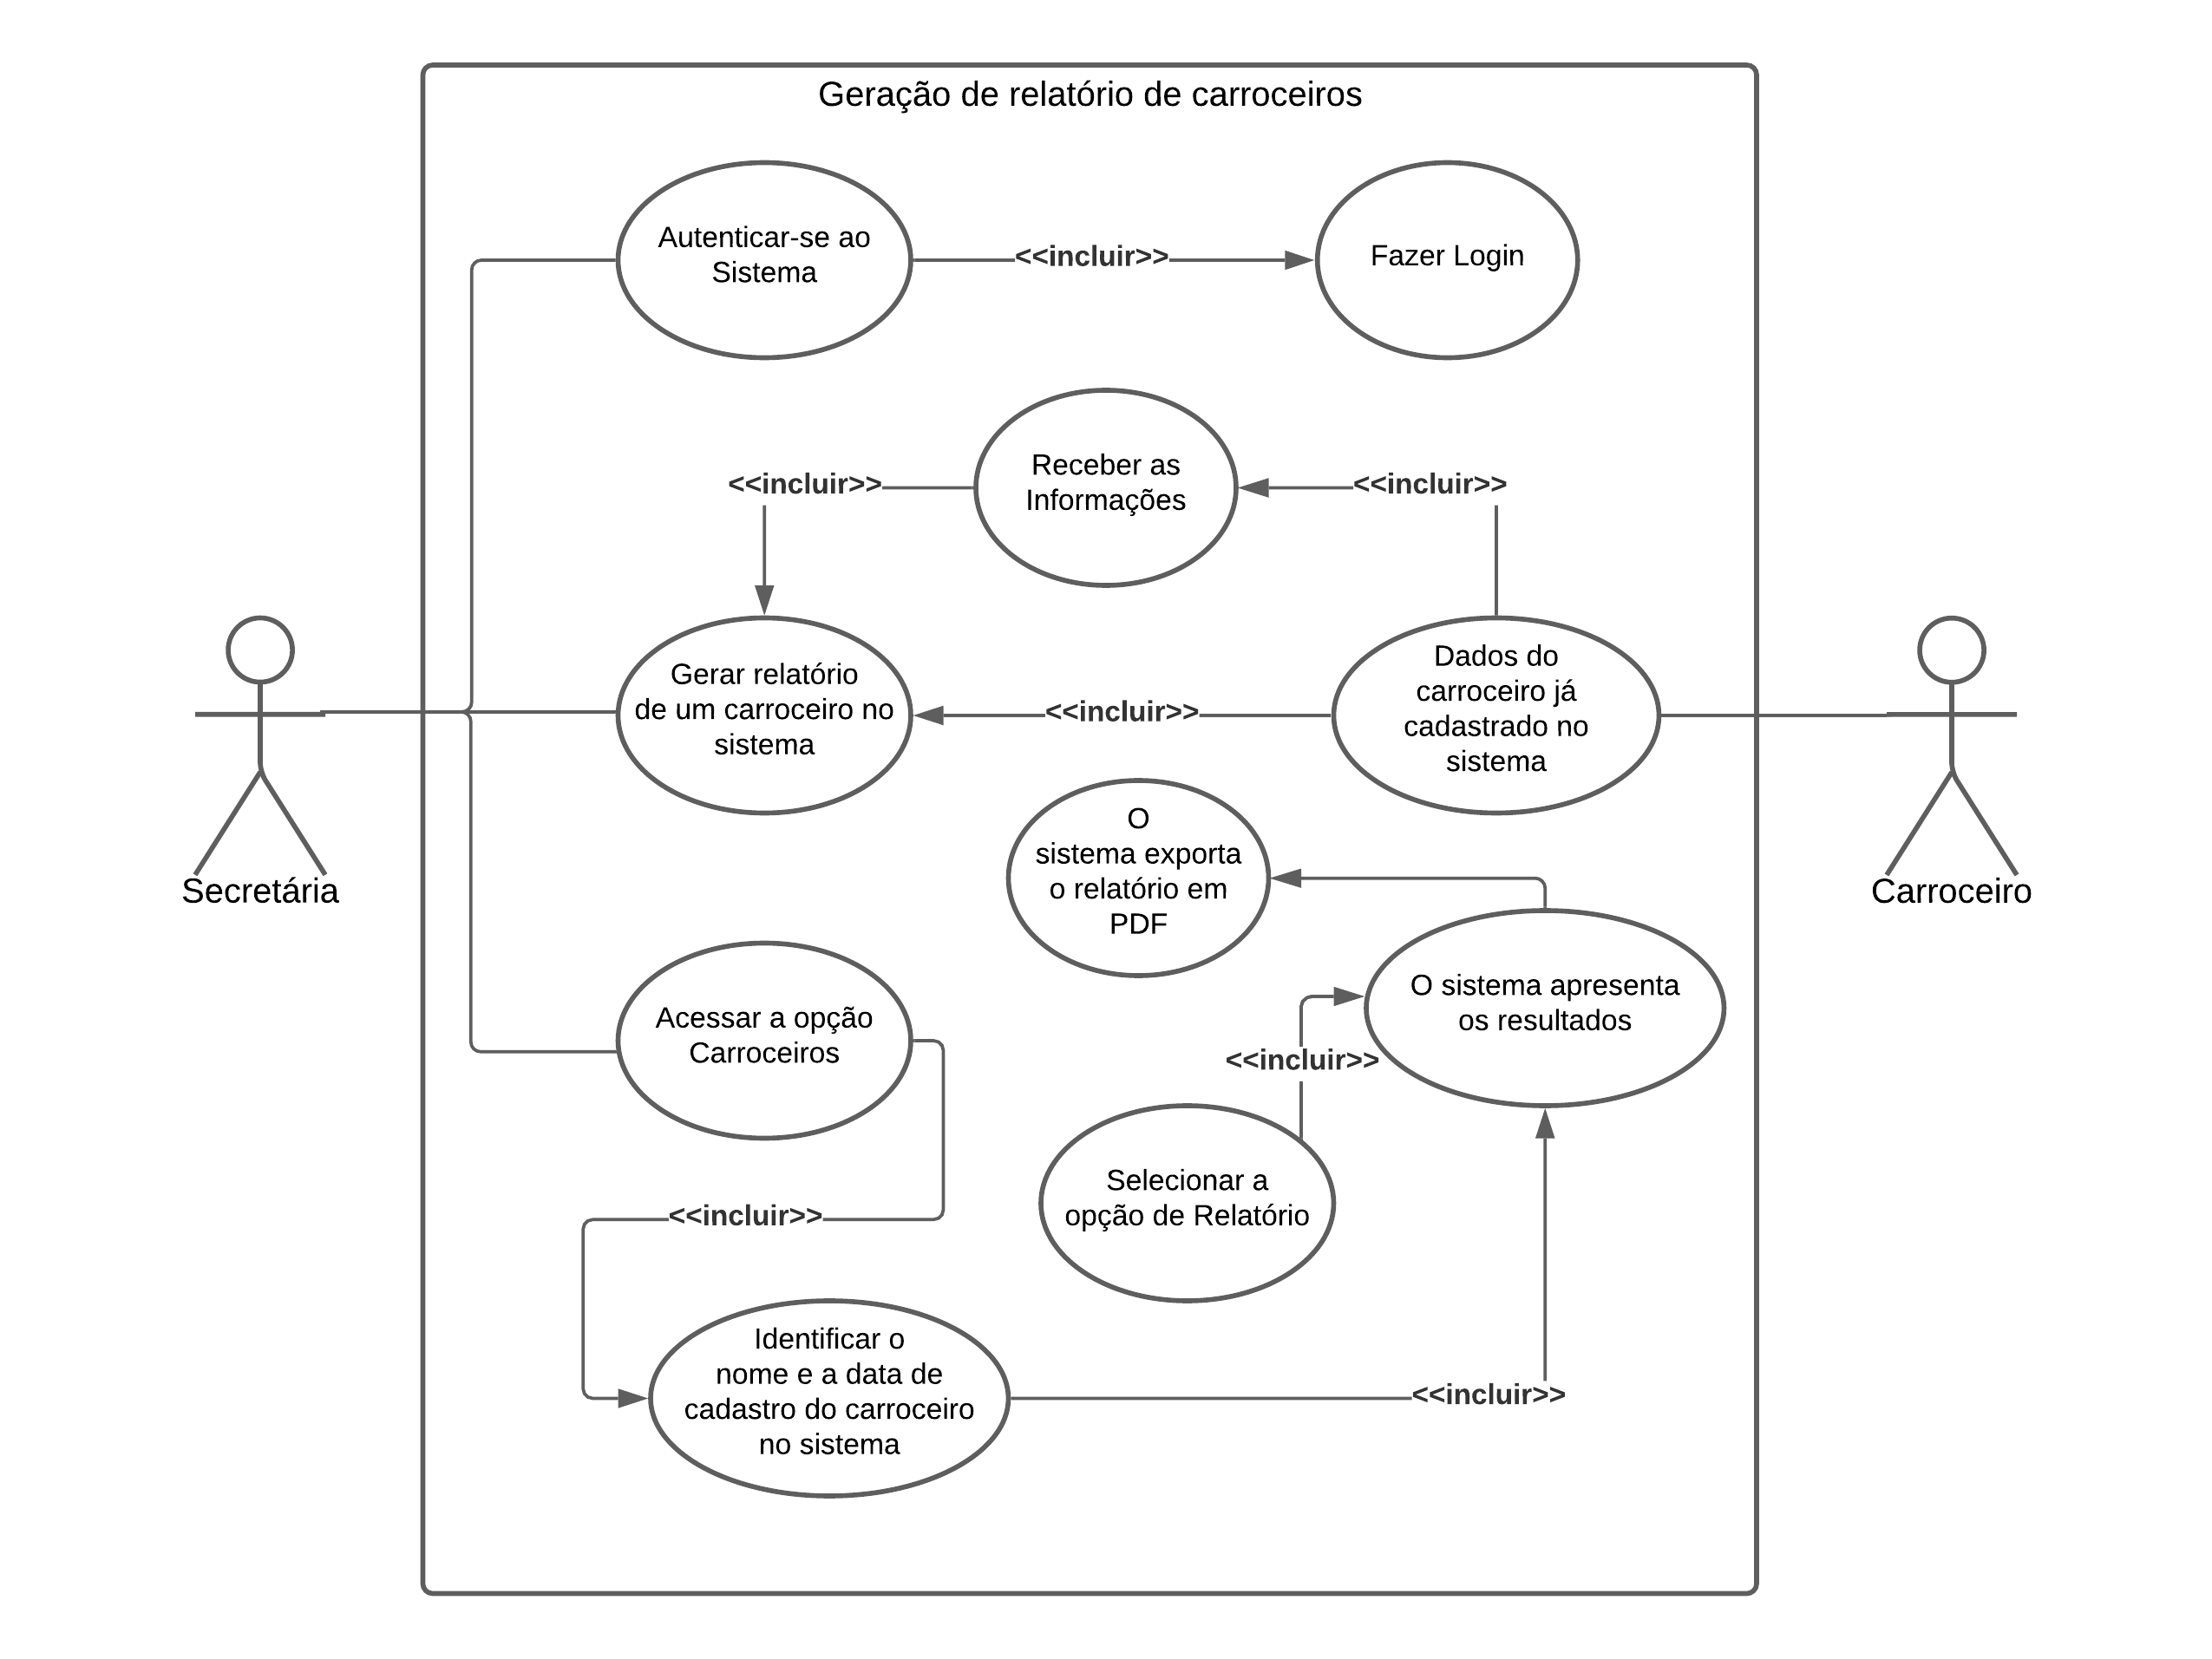 Geração de relatório de carroceiros
Autenticar-se ao
Sistema
<<incluir>>
Fazer Login
Receber as
Informações
<<incluir>>
<<incluir>>
Gerar relatório
de um carroceiro no
sistema
<<incluir>>
Dados do
carroceiro já
cadastrado no
sistema
Secretária
Carroceiro
O
sistema exporta
o relatório em
PDF
O sistema apresenta
os resultados
Acessar a opção
Carroceiros
<<incluir>>
Selecionar a
opção de Relatório
<<incluir>>
Identificar o
nome e a data de
cadastro do carroceiro
no sistema
<<incluir>>